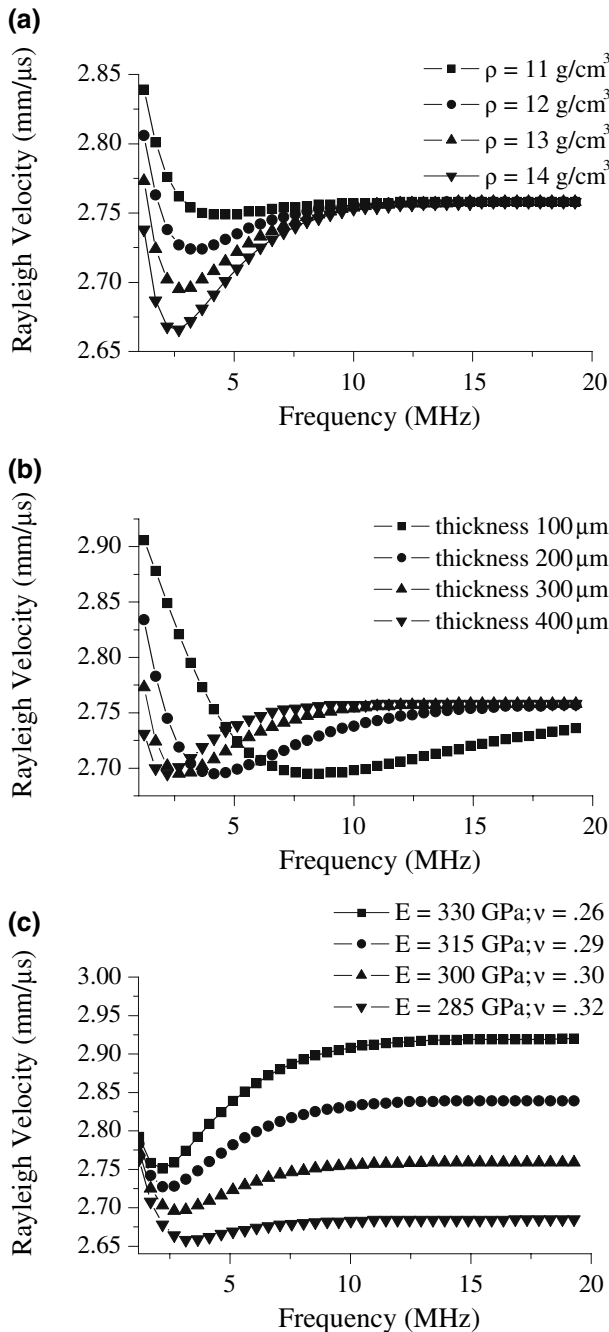 (a)
Rayleigh Velocity (mm/μs)
2.85
2.80
2.75
2.70
2.65
ρ = 11 g/cm³
ρ = 12 g/cm³
ρ = 13 g/cm³
ρ = 14 g/cm³
5 10 15 20
Frequency (MHz)
(b)
Rayleigh Velocity (mm/μs)
2.90
2.85
2.80
2.75
2.70
thickness 100 μm
thickness 200 μm
thickness 300 μm
thickness 400 μm
5 10 15 20
Frequency (MHz)
(c)
Rayleigh Velocity (mm/μs)
3.00
2.95
2.90
2.85
2.80
2.75
2.70
2.65
E = 330 GPa; ν = .26
E = 315 GPa; ν = .29
E = 300 GPa; ν = .30
E = 285 GPa; ν = .32
5 10 15 20
Frequency (MHz)